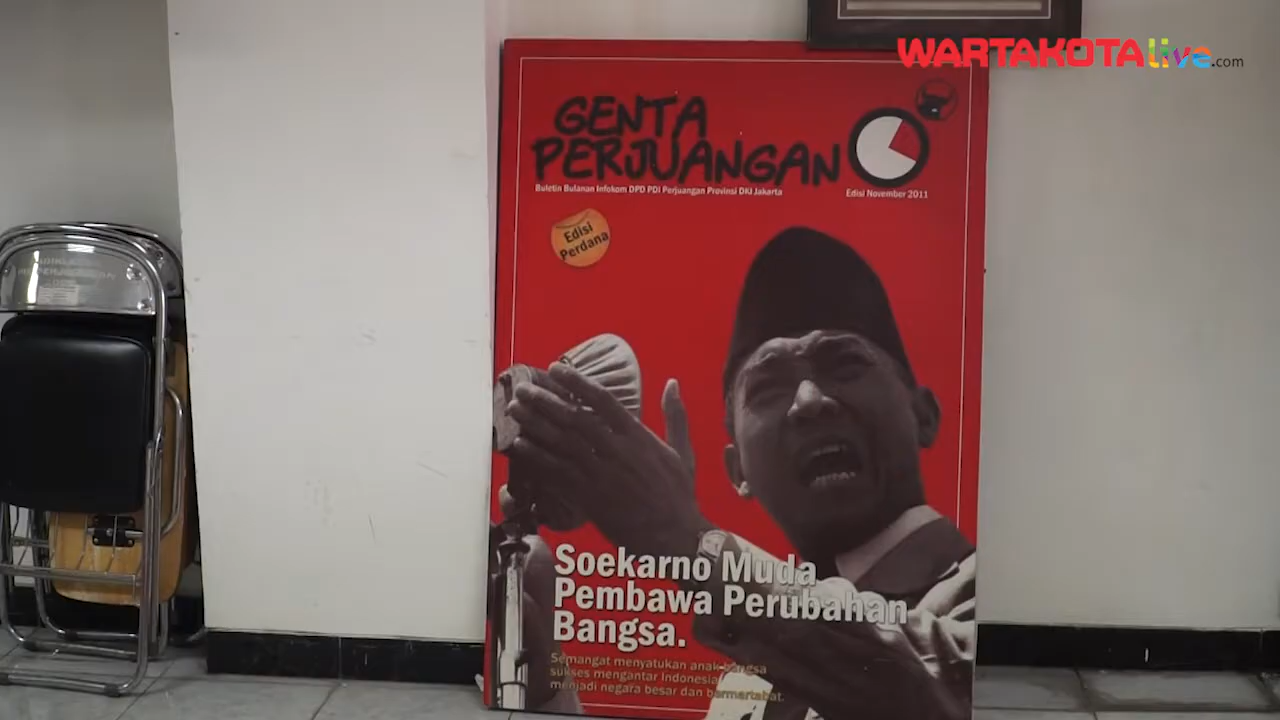 WARTAKOTAlive.com
GENTA
PERJUANGAN
Buletin Bulanan Infokom DPD PDI Perjuangan Provinsi DKI Jakarta
Edisi November 2011
Edisi
Perdana
Soekarno Muda
Pembawa Perubahan
Bangsa.
Semangat menyatukan anak bangsa
sukses mengantar Indonesia
menjadi negara besar dan bermartabat.